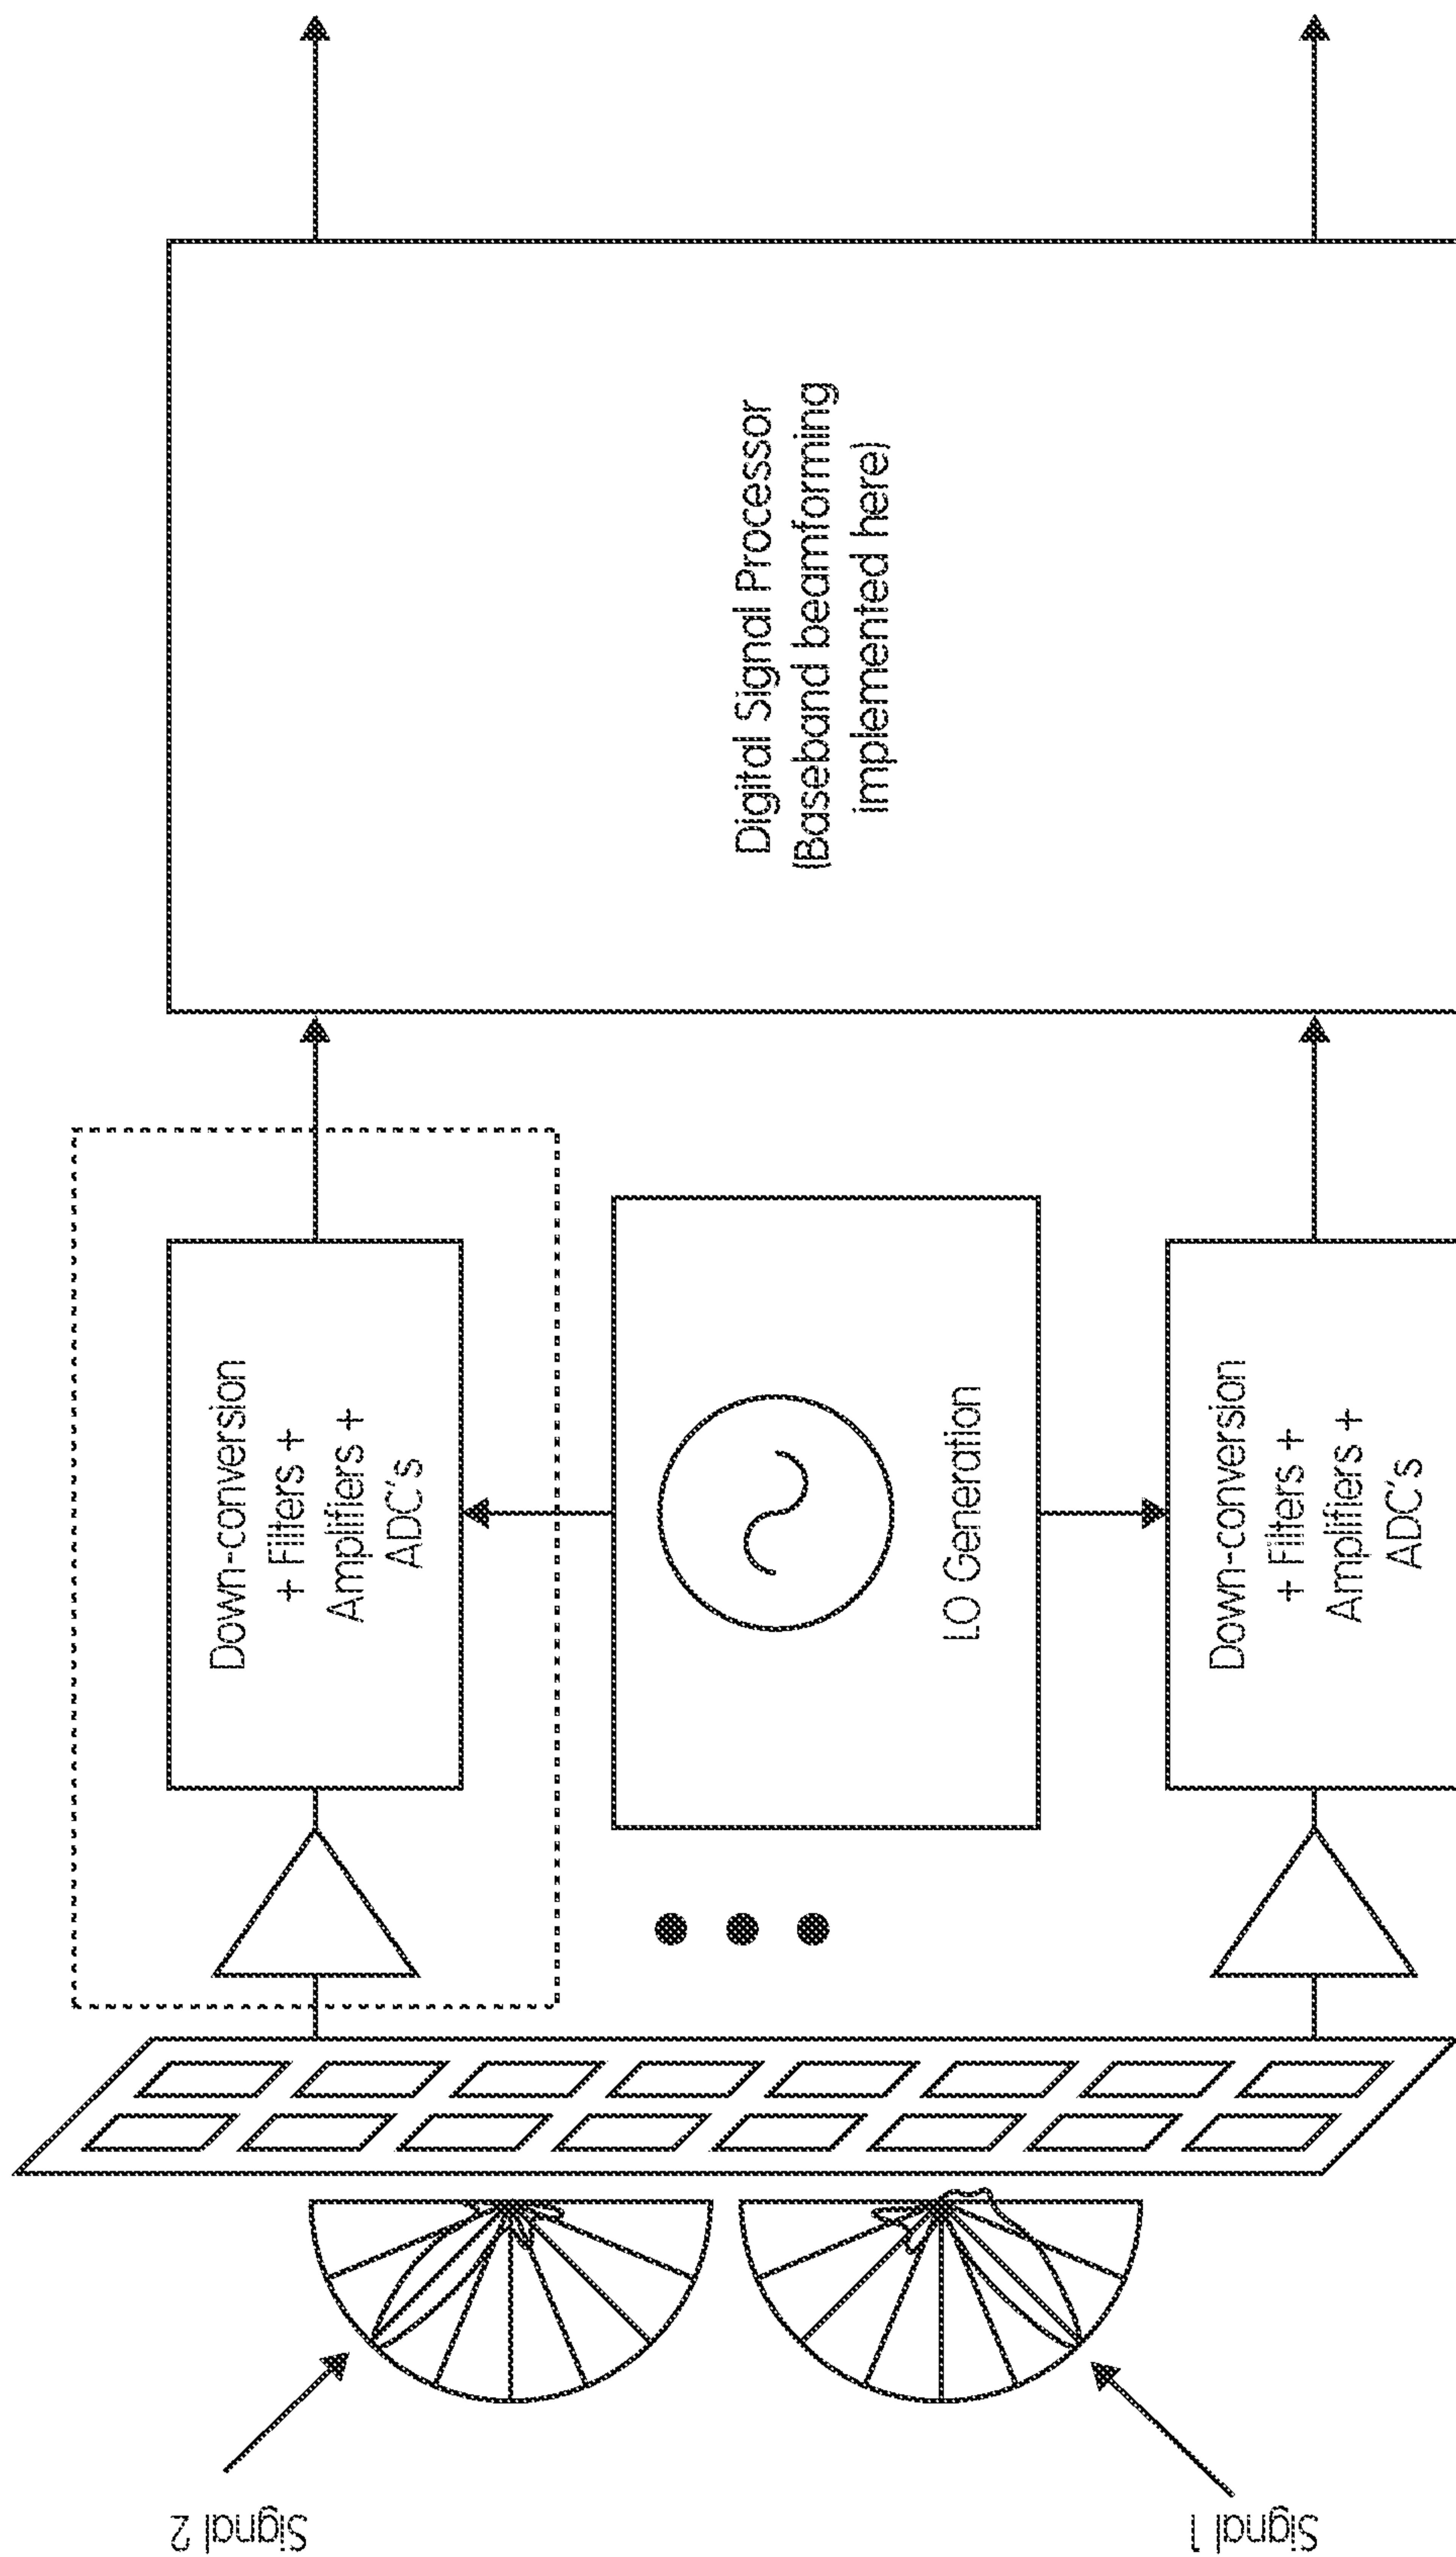 Signal 2
Signal 1
Down-conversion
+ Filters +
Amplifiers +
ADC's
LO Generation
Down-conversion
+ Filters +
Amplifiers +
ADC's
Digital Signal Processor
(Baseband beamforming
implemented here)